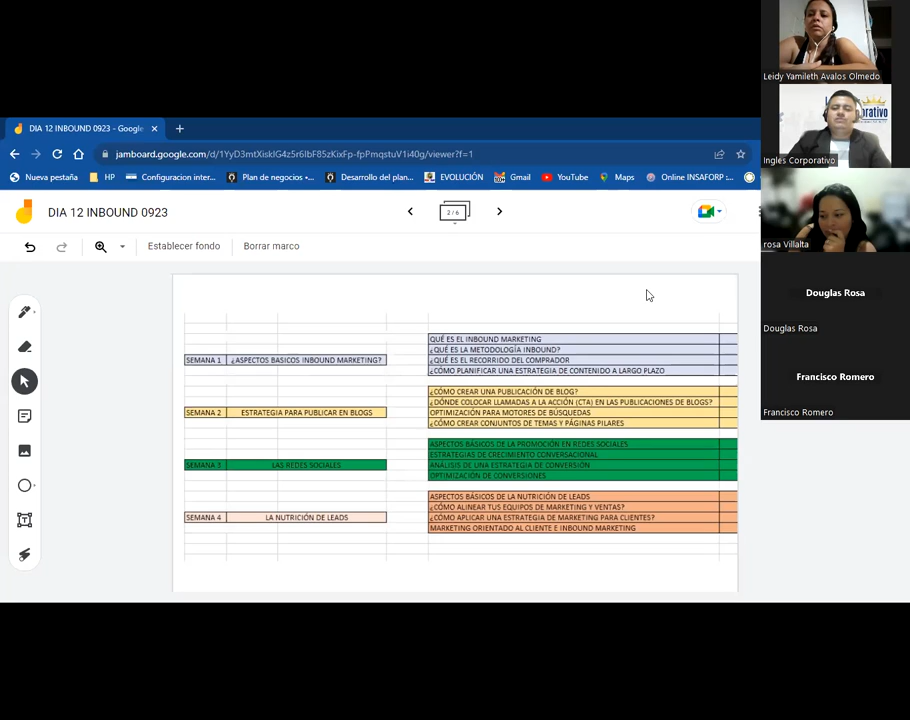 Leidy Yamileth Avalos Olmedo
Ingles Corporativo
rosa Villalta
Douglas Rosa
Douglas Rosa
Francisco Romero
Francisco Romero
DIA 12 INBOUND 0923 - Google
jamboard.google.com/d/1YyD3mtXisklG4z5r6lbF85zKixFp-fpPmqstuV1i40g/viewer?f=1
Nueva pestaña
HP
Configuracion inter...
Plan de negocios •...
Desarrollo del plan...
EVOLUCIÓN
Gmail
YouTube
Maps
Online INSAFORP :...
DIA 12 INBOUND 0923
2/6
Establecer fondo
Borrar marco
SEMANA 1 ¿ASPECTOS BASICOS INBOUND MARKETING?
QUÉ ES EL INBOUND MARKETING
¿QUÉ ES LA METODOLOGÍA INBOUND?
¿QUÉ ES EL RECORRIDO DEL COMPRADOR
¿CÓMO PLANIFICAR UNA ESTRATEGIA DE CONTENIDO A LARGO PLAZO
SEMANA 2 ESTRATEGIA PARA PUBLICAR EN BLOGS
¿CÓMO CREAR UNA PUBLICACIÓN DE BLOG?
¿DÓNDE COLOCAR LLAMADAS A LA ACCIÓN (CTA) EN LAS PUBLICACIONES DE BLOGS?
OPTIMIZACIÓN PARA MOTORES DE BÚSQUEDAS
¿CÓMO CREAR CONJUNTOS DE TEMAS Y PÁGINAS PILARES
SEMANA 3 LAS REDES SOCIALES
ASPECTOS BÁSICOS DE LA PROMOCIÓN EN REDES SOCIALES
ESTRATEGIAS DE CRECIMIENTO CONVERSACIONAL
ANÁLISIS DE UNA ESTRATEGIA DE CONVERSIÓN
OPTIMIZACIÓN DE CONVERSIONES
SEMANA 4 LA NUTRICIÓN DE LEADS
ASPECTOS BÁSICOS DE LA NUTRICIÓN DE LEADS
¿CÓMO ALINEAR TUS EQUIPOS DE MARKETING Y VENTAS?
¿CÓMO APLICAR UNA ESTRATEGIA DE MARKETING PARA CLIENTES?
MARKETING ORIENTADO AL CLIENTE E INBOUND MARKETING